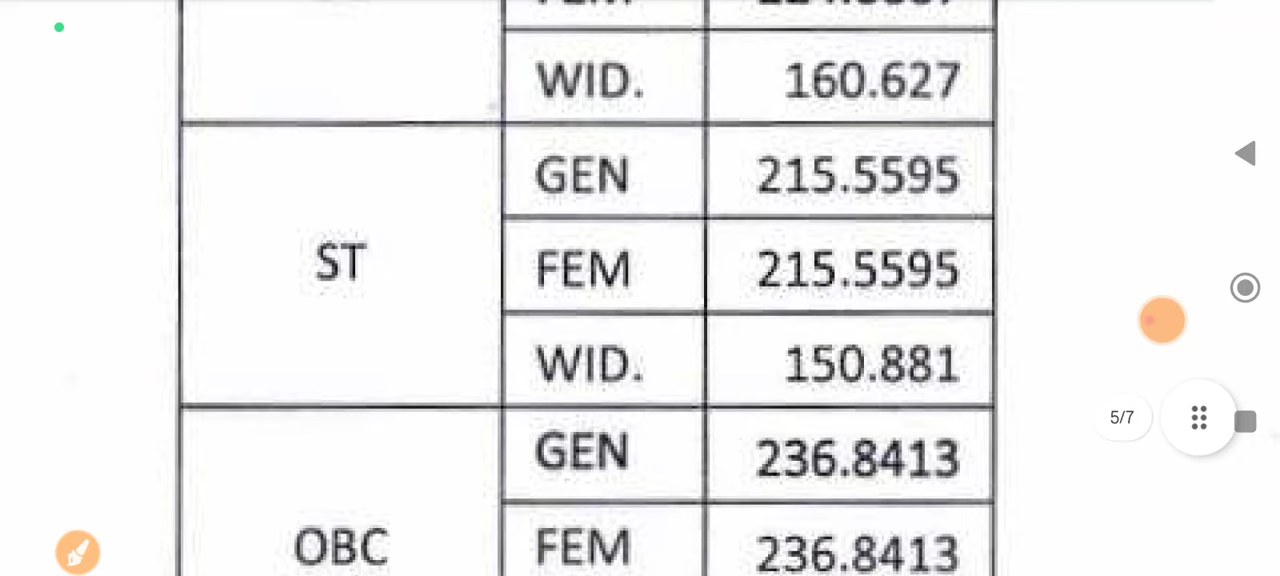 WID. 160.627
GEN 215.5595
ST FEM 215.5595
WID. 150.881
GEN 236.8413
OBC FEM 236.8413
5/7